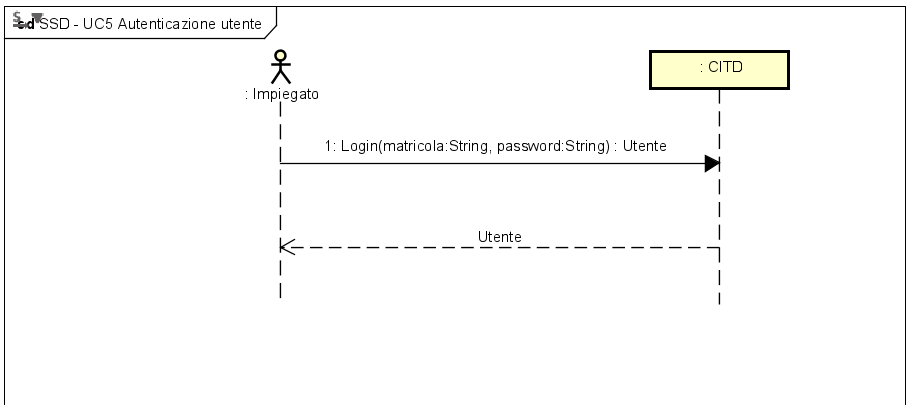 sd SSD - UC5 Autenticazione utente
: Impiegato
: CITD
1: Login(matricola:String, password:String) : Utente
Utente